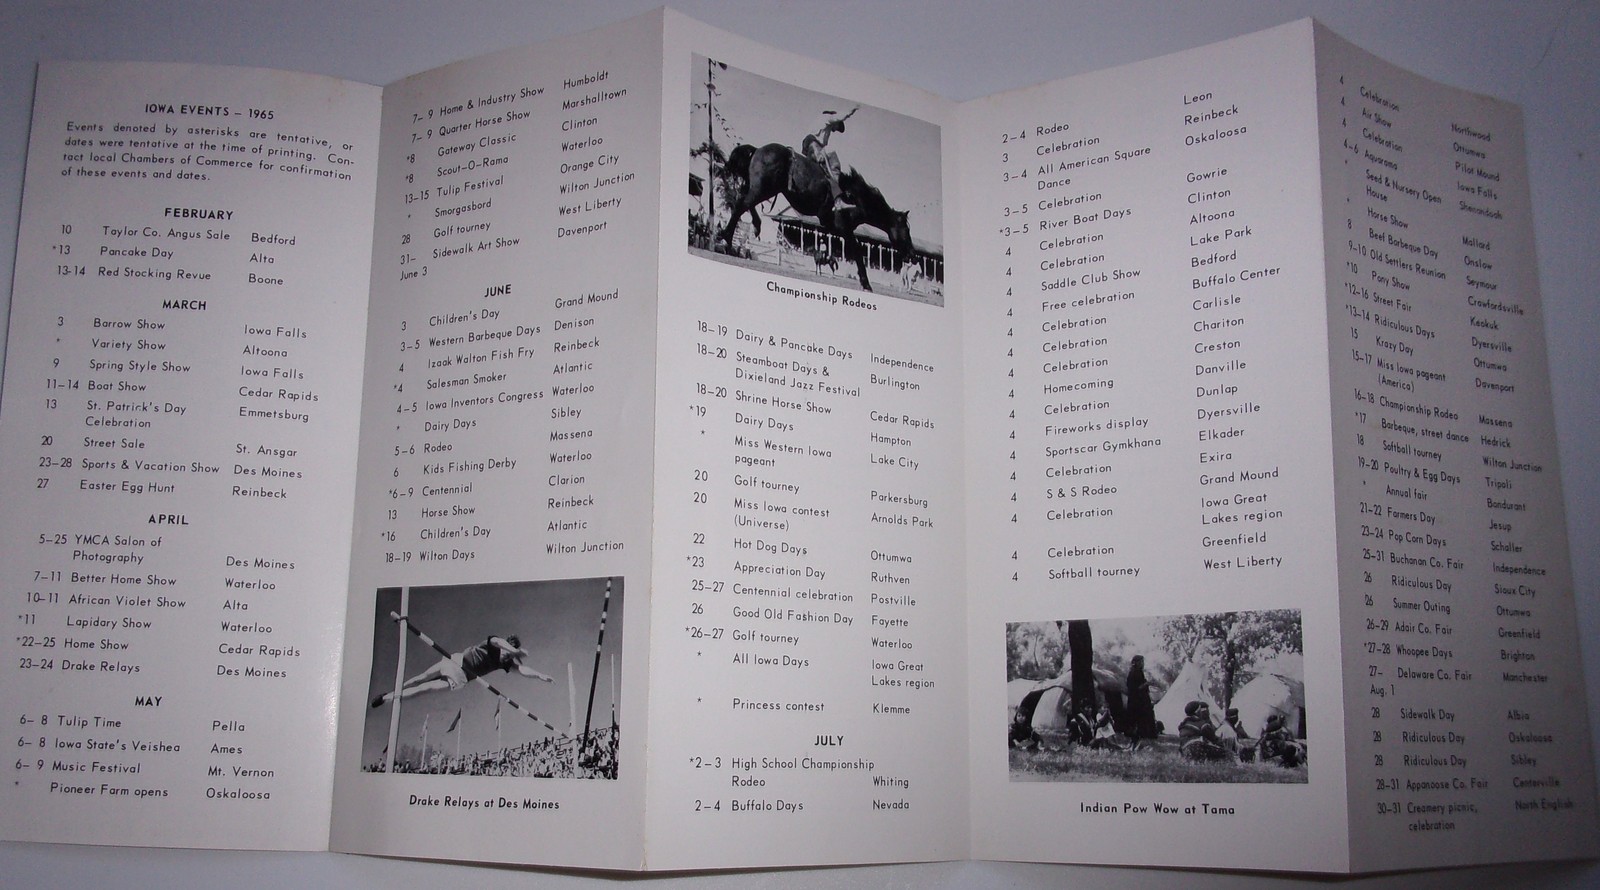 IOWA EVENTS – 1965
Events denoted by asterisks are tentative, or
dates were tentative at the time of printing. Con-
tact local Chambers of Commerce for confirmation
of these events and dates.
FEBRUARY
10 Taylor Co. Angus Sale Bedford
*13 Pancake Day Alta
13-14 Red Stocking Revue Boone
MARCH
3 Barrow Show Iowa Falls
* Variety Show Altoona
9 Spring Style Show Iowa Falls
11-14 Boat Show Cedar Rapids
13 St. Patrick's Day Emmetsburg
Celebration
20 Street Sale St. Ansgar
23-28 Sports & Vacation Show Des Moines
27 Easter Egg Hunt Reinbeck
APRIL
5-25 YMCA Salon of
Photography Des Moines
7-11 Better Home Show Waterloo
10-11 African Violet Show Alta
*11 Lapidary Show Waterloo
*22-25 Home Show Cedar Rapids
23-24 Drake Relays Des Moines
MAY
6- 8 Tulip Time Pella
6- 8 Iowa State's Veishea Ames
6- 9 Music Festival Mt. Vernon
* Pioneer Farm opens Oskaloosa
7- 9 Home & Industry Show Humboldt
7- 9 Quarter Horse Show Marshalltown
*8 Gateway Classic Clinton
*8 Scout-O-Rama Waterloo
13-15 Tulip Festival Orange City
* Smorgasbord Wilton Junction
28 Golf tourney West Liberty
31- Sidewalk Art Show Davenport
June 3
JUNE
3 Children's Day Grand Mound
3-5 Western Barbeque Days Denison
4 Izaak Walton Fish Fry Reinbeck
*4 Salesman Smoker Atlantic
4-5 Iowa Inventors Congress Waterloo
* Dairy Days Sibley
5-6 Rodeo Massena
6 Kids Fishing Derby Waterloo
*6-9 Centennial Clarion
13 Horse Show Reinbeck
*16 Children's Day Atlantic
18-19 Wilton Days Wilton Junction
Drake Relays at Des Moines
Championship Rodeos
18-19 Dairy & Pancake Days Independence
18-20 Steamboat Days & Burlington
Dixieland Jazz Festival
18-20 Shrine Horse Show Cedar Rapids
*19 Dairy Days Hampton
* Miss Western Iowa Lake City
pageant
20 Golf tourney Parkersburg
20 Miss Iowa contest Arnolds Park
(Universe)
22 Hot Dog Days Ottumwa
*23 Appreciation Day Ruthven
25-27 Centennial celebration Postville
26 Good Old Fashion Day Fayette
*26-27 Golf tourney Waterloo
* All Iowa Days Iowa Great
Lakes region
* Princess contest Klemme
JULY
*2-3 High School Championship
Rodeo Whiting
2-4 Buffalo Days Nevada
2-4 Rodeo Leon
3 Celebration Reinbeck
3-4 All American Square Oskaloosa
Dance
3-5 Celebration Gowrie
*3-5 River Boat Days Clinton
4 Celebration Altoona
4 Celebration Lake Park
4 Saddle Club Show Bedford
4 Free celebration Buffalo Center
4 Celebration Carlisle
4 Celebration Chariton
4 Celebration Creston
4 Homecoming Danville
4 Celebration Dunlap
4 Fireworks display Dyersville
4 Sportscar Gymkhana Elkader
4 Celebration Exira
4 S & S Rodeo Grand Mound
4 Celebration Iowa Great
Lakes region
4 Celebration Greenfield
4 Softball tourney West Liberty
Indian Pow Wow at Tama
4 Celebration Northwood
4 Air Show Ottumwa
4 Celebration Pilot Mound
4-6 Aquarama Iowa Falls
* Seed & Nursery Open Shenandoah
House
* Horse Show Mallard
8 Beef Barbeque Day Onslow
9-10 Old Settlers Reunion Seymour
*10 Pony Show Crawfordsville
*12-16 Street Fair Keokuk
*13-14 Ridiculous Days Dyersville
15 Krazy Day Ottumwa
15-17 Miss Iowa pageant Davenport
(America)
16-18 Championship Rodeo Massena
*17 Barbeque, street dance Hedrick
18 Softball tourney Wilton Junction
19-20 Poultry & Egg Days Tripoli
* Annual fair Bondurant
21-22 Farmers Day Jesup
23-24 Pop Corn Days Schaller
25-31 Buchanan Co. Fair Independence
26 Ridiculous Day Sioux City
26 Summer Outing Ottumwa
26-29 Adair Co. Fair Greenfield
*27-28 Whoopee Days Brighton
27- Delaware Co. Fair Manchester
Aug. 1
28 Sidewalk Day Albia
28 Ridiculous Day Oskaloosa
28 Ridiculous Day Sibley
28-31 Appanoose Co. Fair Centerville
30-31 Creamery picnic, North English
celebration